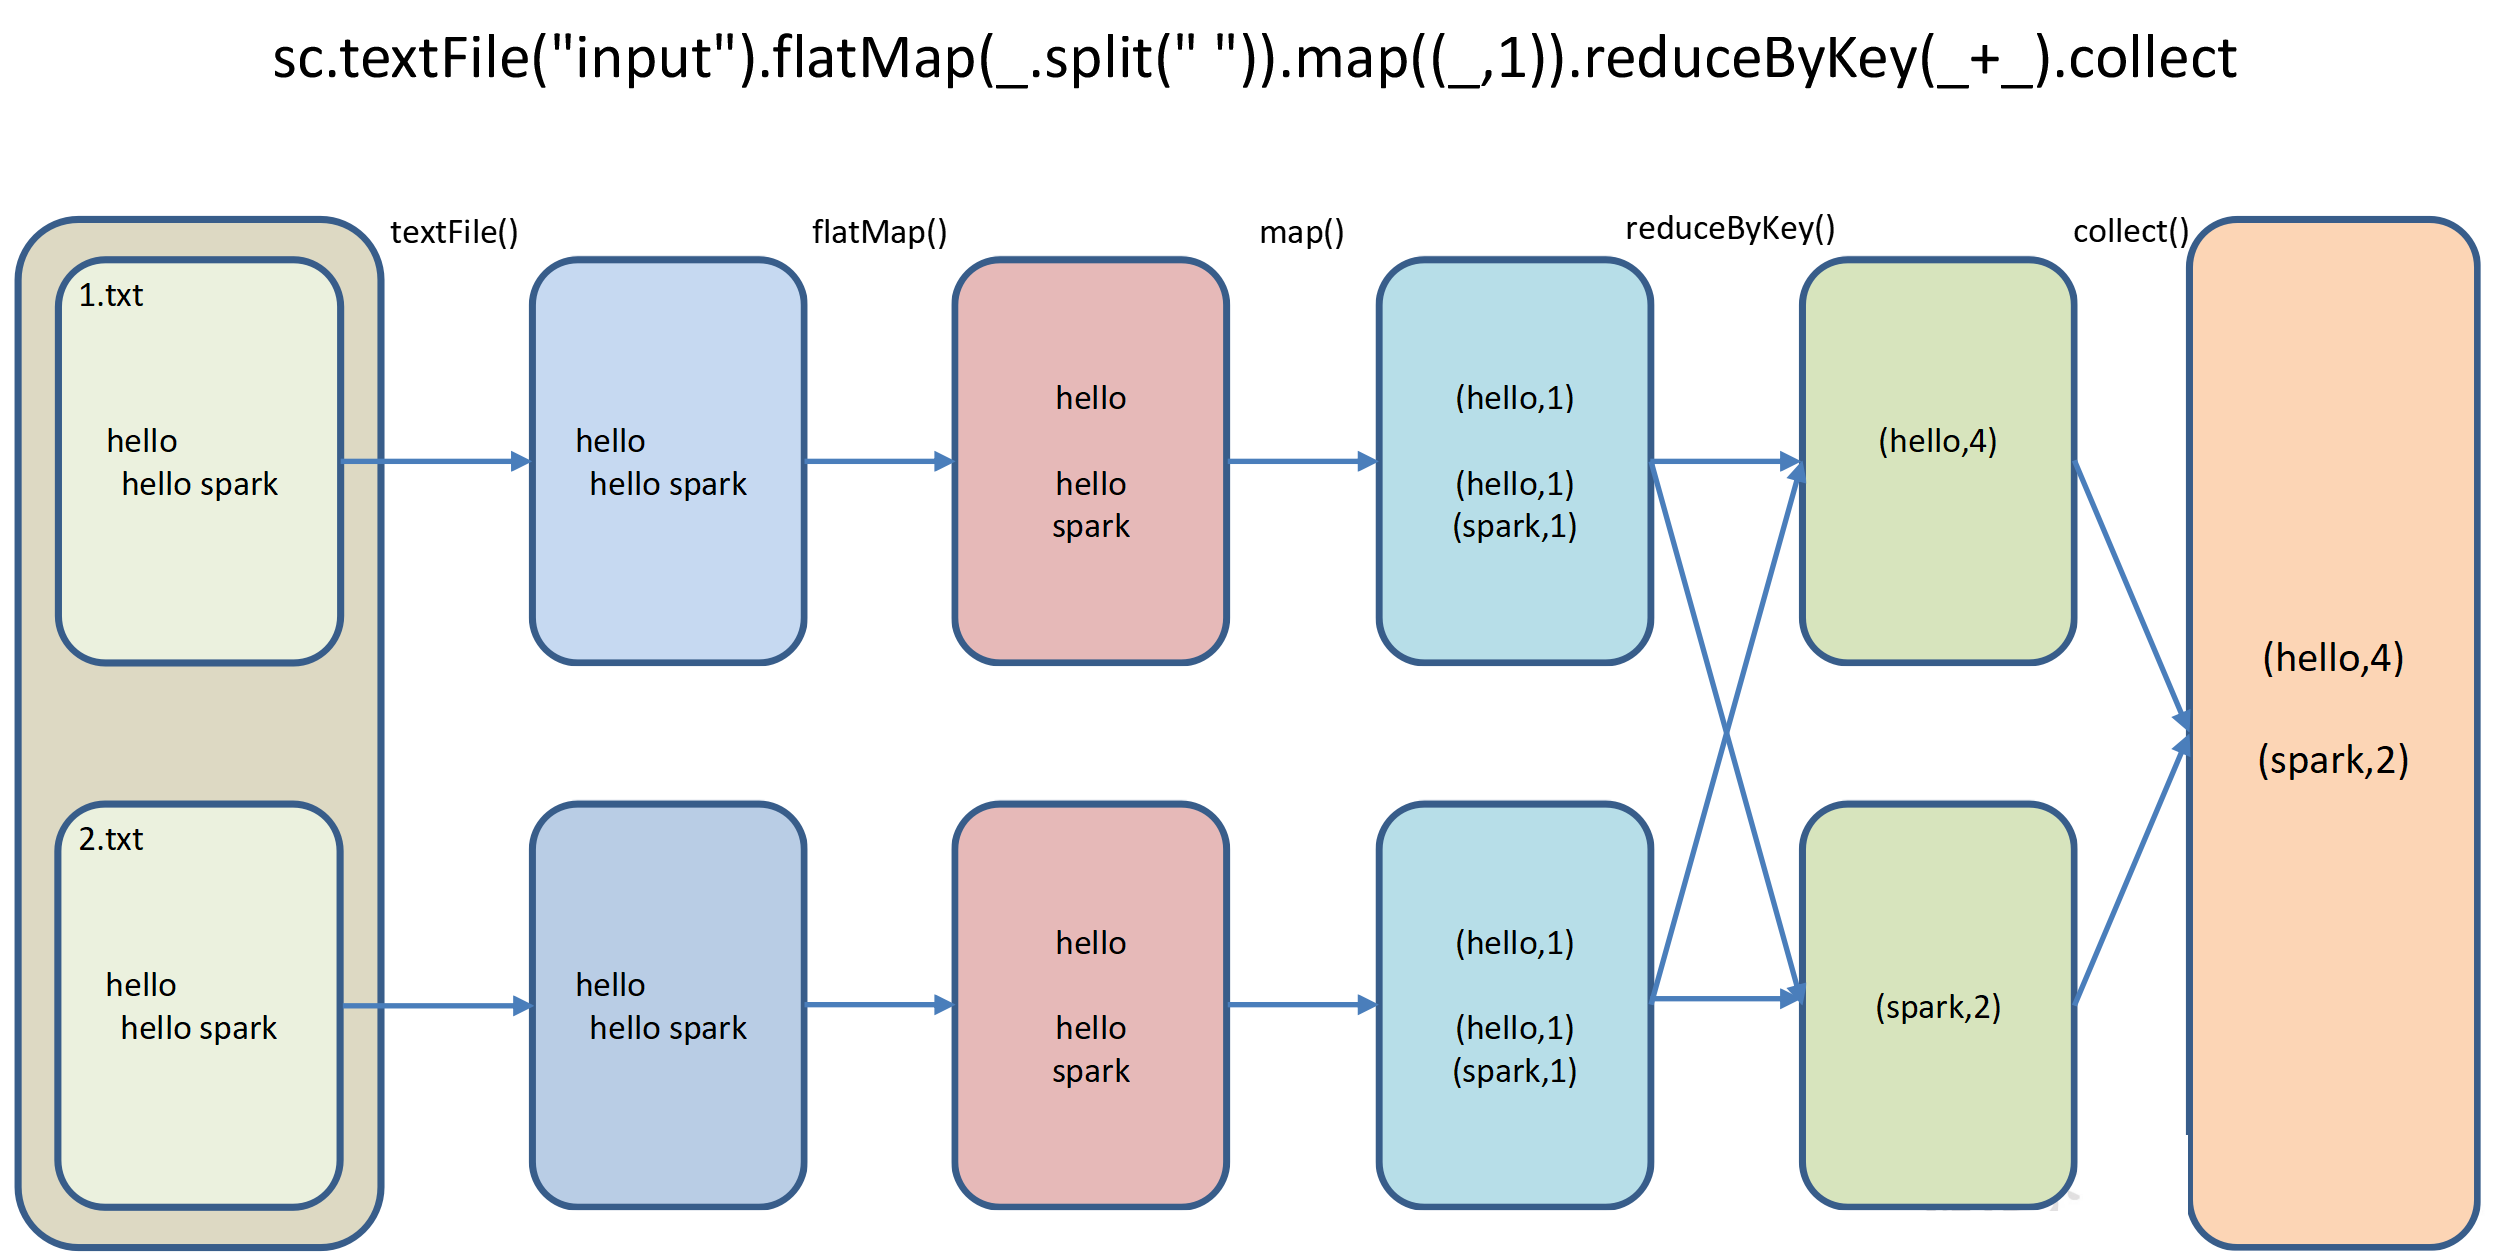 sc.textFile("input").flatMap(_.split(" ")).map((_,1)).reduceByKey(_+_).collect
textFile()
flatMap()
map()
reduceByKey()
collect()
1.txt
hello
hello spark
hello
hello spark
hello
hello
spark
(hello,1)
(hello,1)
(spark,1)
(hello,4)
2.txt
hello
hello spark
hello
hello spark
hello
hello
spark
(hello,1)
(hello,1)
(spark,1)
(spark,2)
(hello,4)
(spark,2)